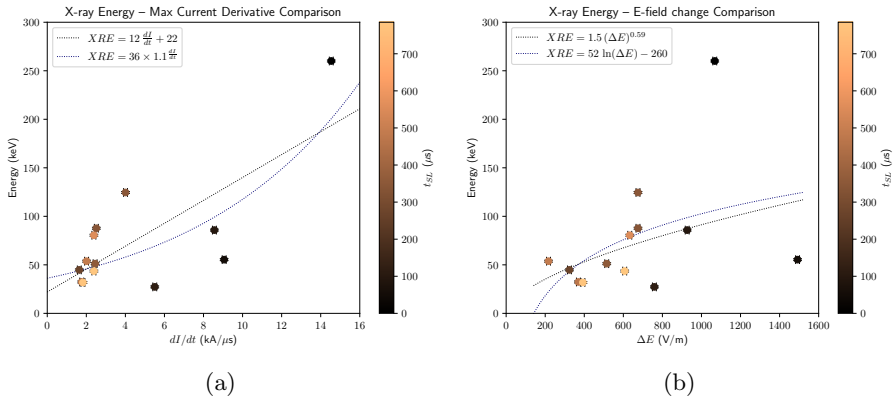 X-ray Energy – Max Current Derivative Comparison
XRE = 12 dI/dt + 22
XRE = 36 × 1.1^(dI/dt)
300
250
200
150
100
50
0
Energy (keV)
0 2 4 6 8 10 12 14 16
dI/dt (kA/μs)
700
600
500
400
300
200
100
0
t_SL (μs)
(a)
X-ray Energy – E-field change Comparison
XRE = 1.5 (ΔE)^0.59
XRE = 52 ln(ΔE) − 260
300
250
200
150
100
50
0
Energy (keV)
0 200 400 600 800 1000 1200 1400 1600
ΔE (V/m)
700
600
500
400
300
200
100
0
t_SL (μs)
(b)